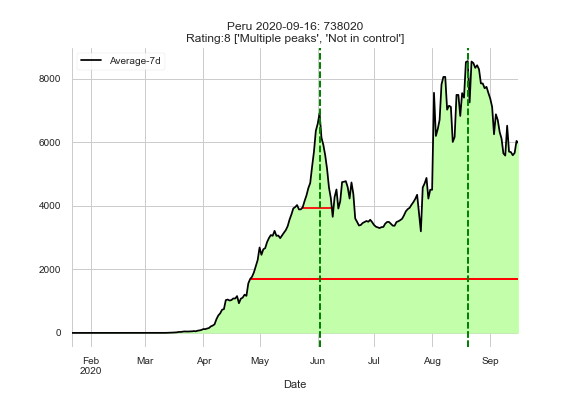 Peru 2020-09-16: 738020
Rating:8 ['Multiple peaks', 'Not in control']
Average-7d
8000
6000
4000
2000
0
Feb Mar Apr May Jun Jul Aug Sep
2020
Date